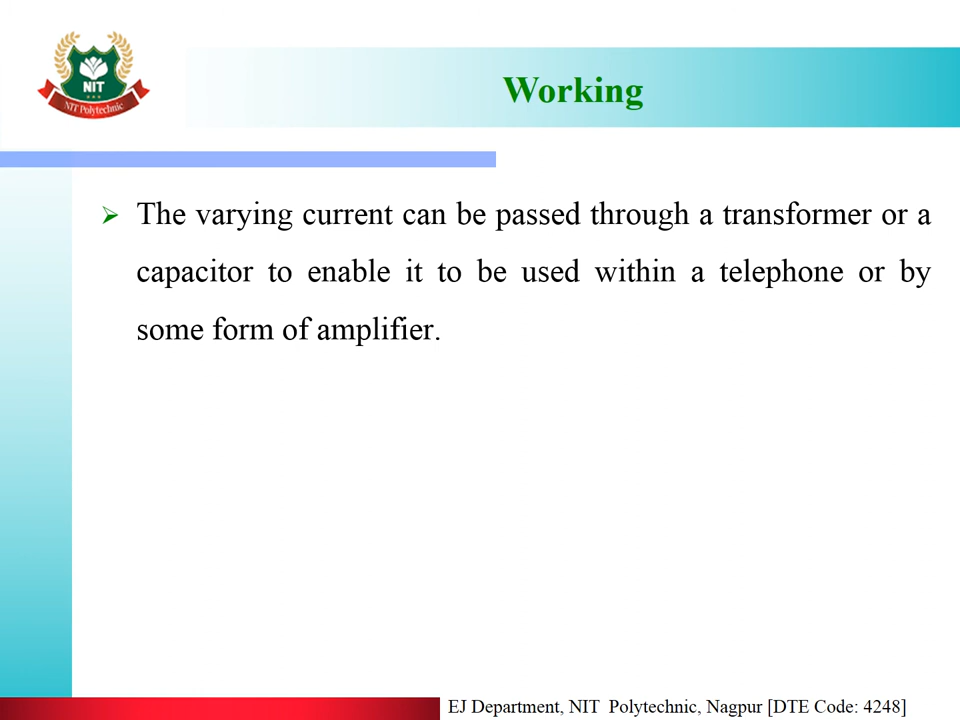 NIT
NIT Polytechnic
Working
The varying current can be passed through a transformer or a
capacitor to enable it to be used within a telephone or by
some form of amplifier.
EJ Department, NIT Polytechnic, Nagpur [DTE Code: 4248]